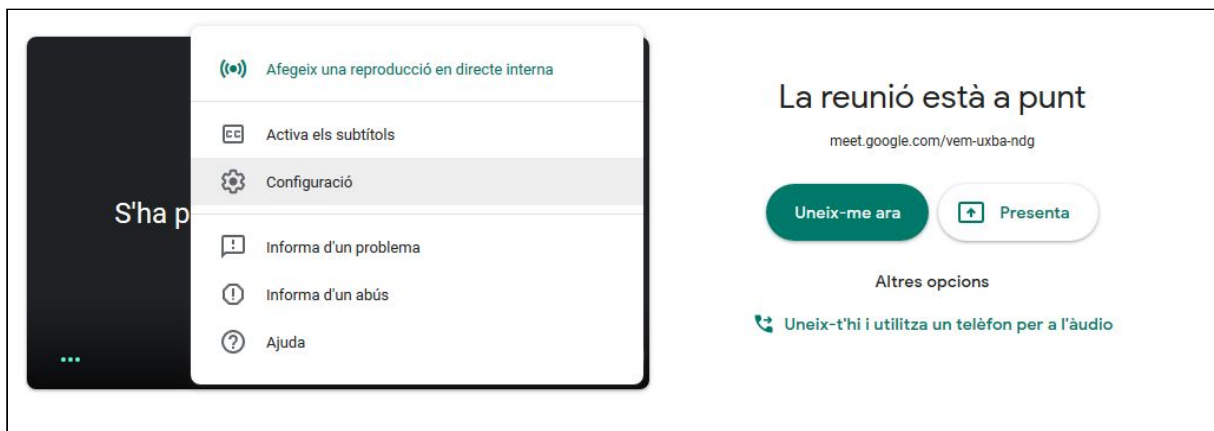 Afegeix una reproducció en directe interna
Activa els subtítols
Configuració
S'ha p
Informa d'un problema
Informa d'un abús
Ajuda
La reunió està a punt
meet.google.com/vem-uxba-ndg
Uneix-me ara
Presenta
Altres opcions
Uneix-t'hi i utilitza un telèfon per a l'àudio